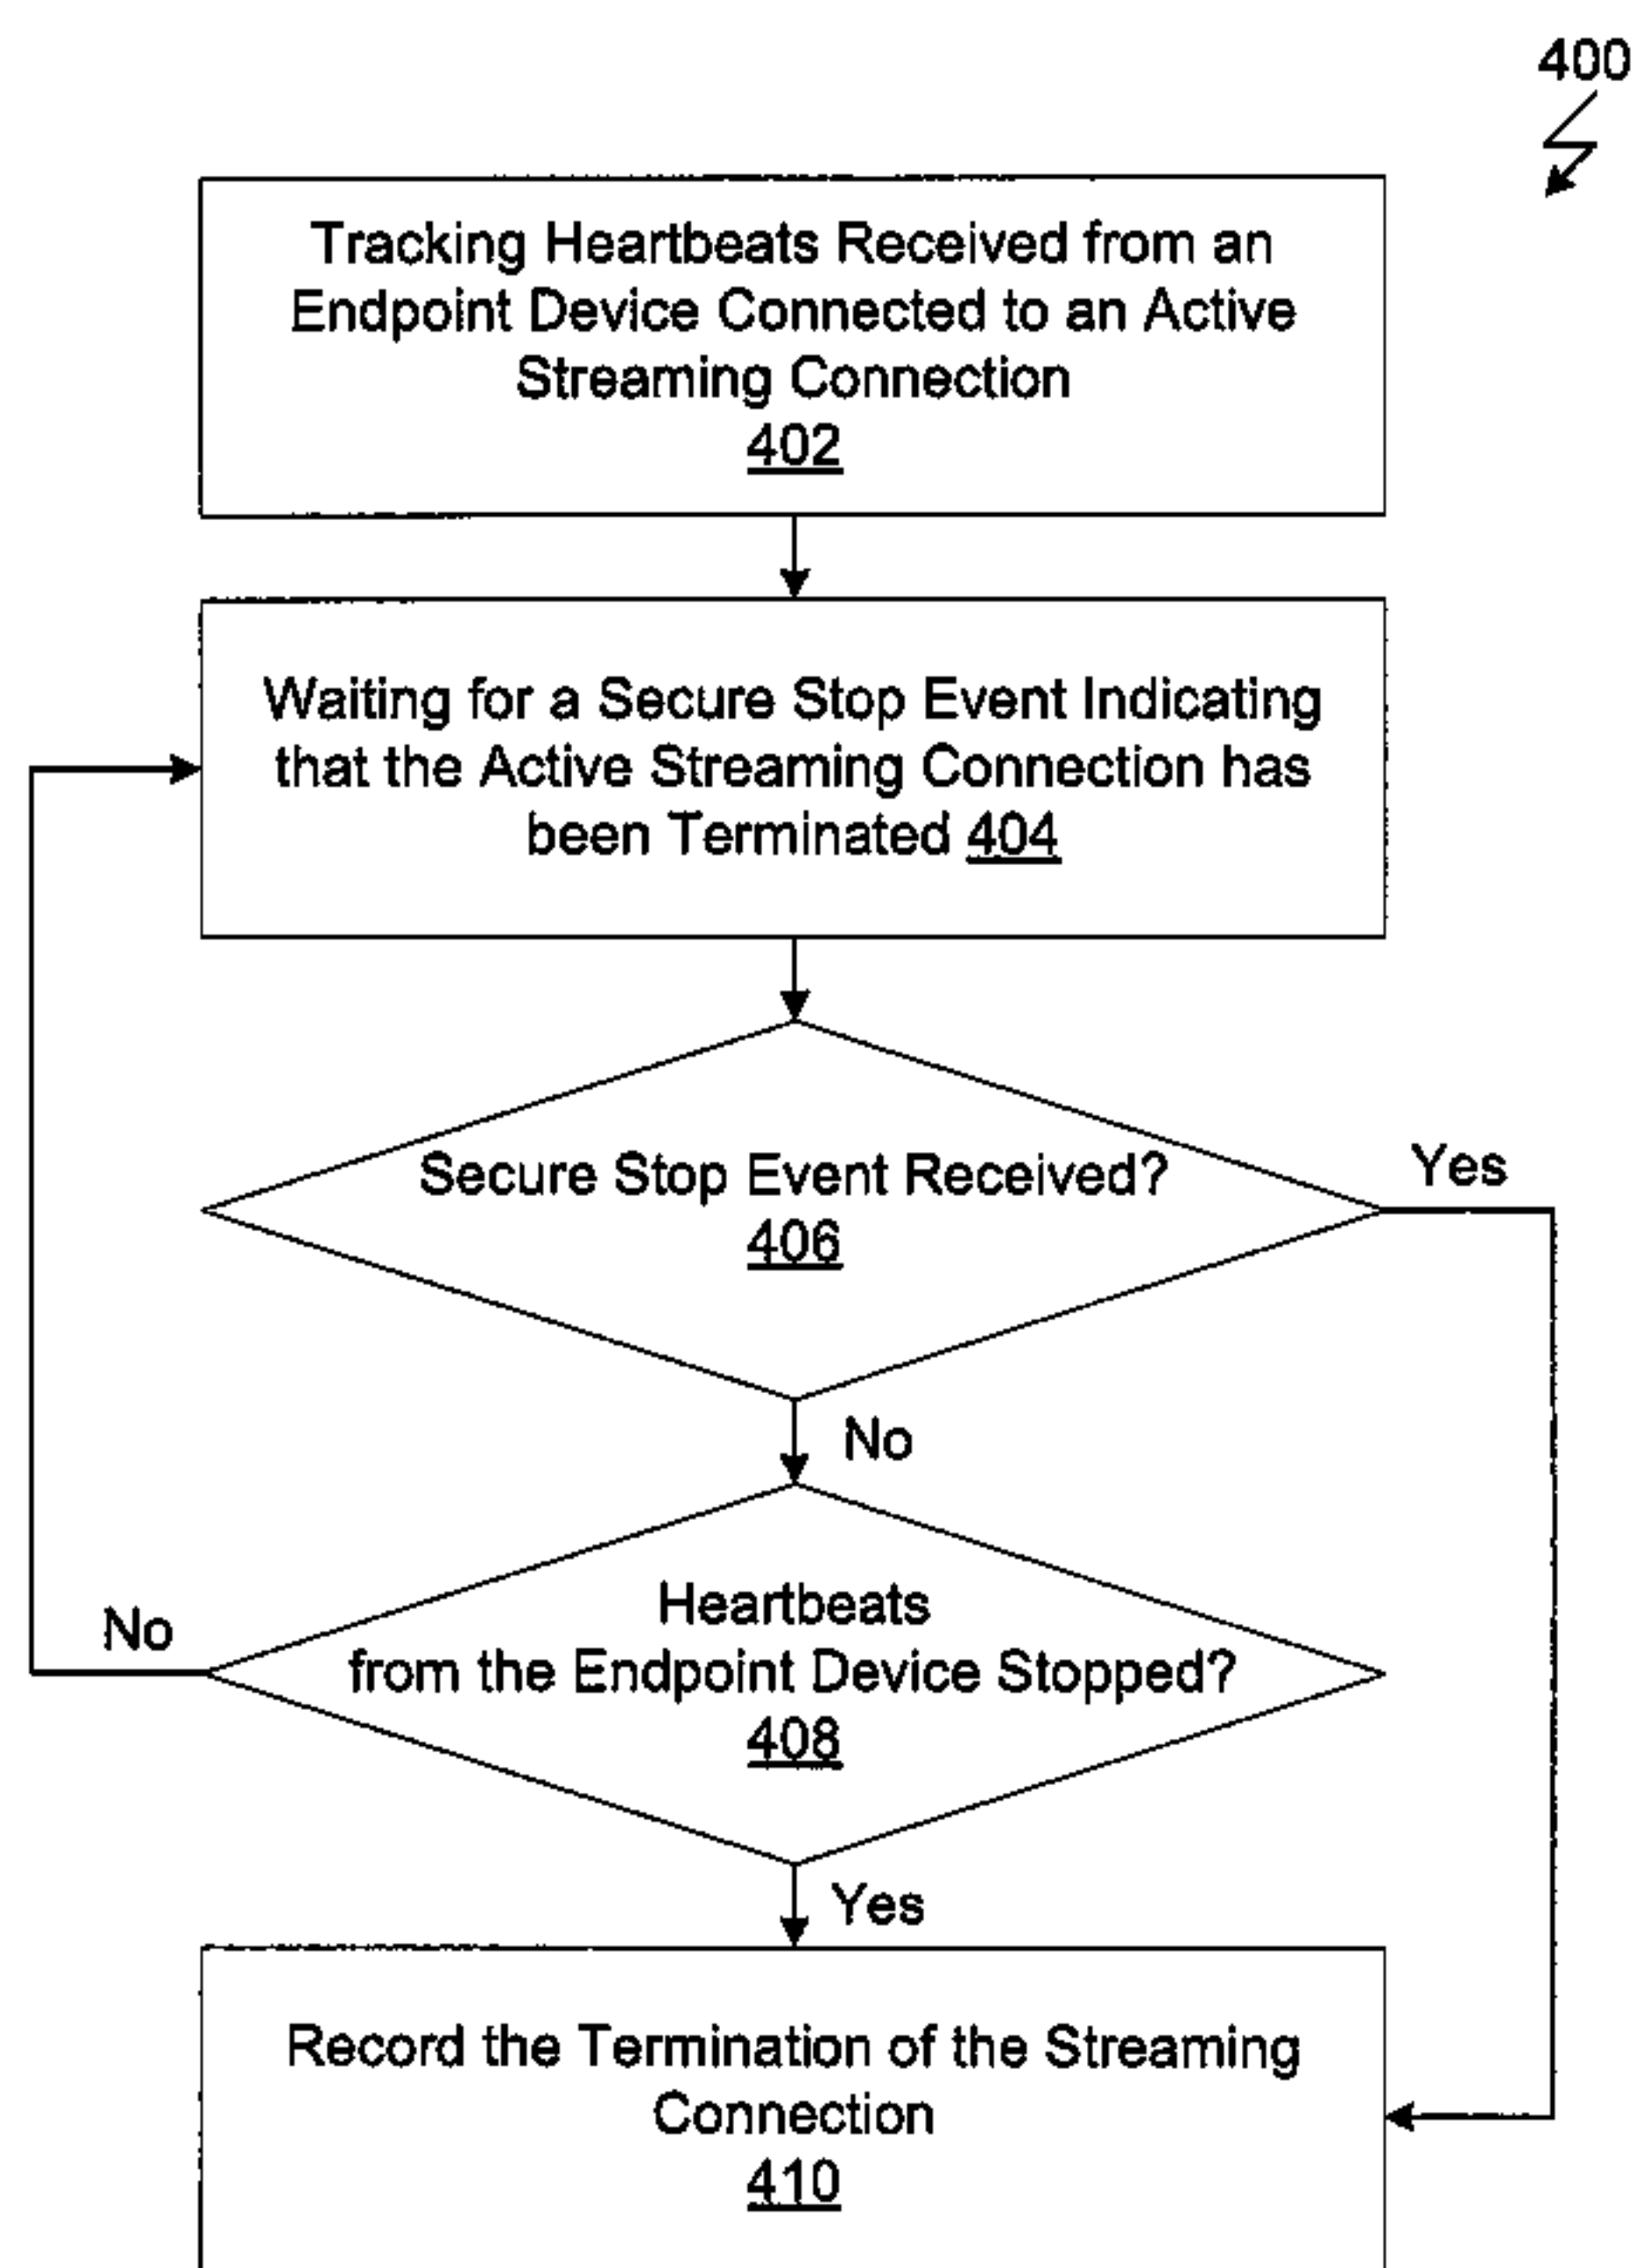 400
Tracking Heartbeats Received from an
Endpoint Device Connected to an Active
Streaming Connection
402
Waiting for a Secure Stop Event Indicating
that the Active Streaming Connection has
been Terminated 404
Secure Stop Event Received?
406
Yes
No
Heartbeats
from the Endpoint Device Stopped?
408
No
Yes
Record the Termination of the Streaming
Connection
410